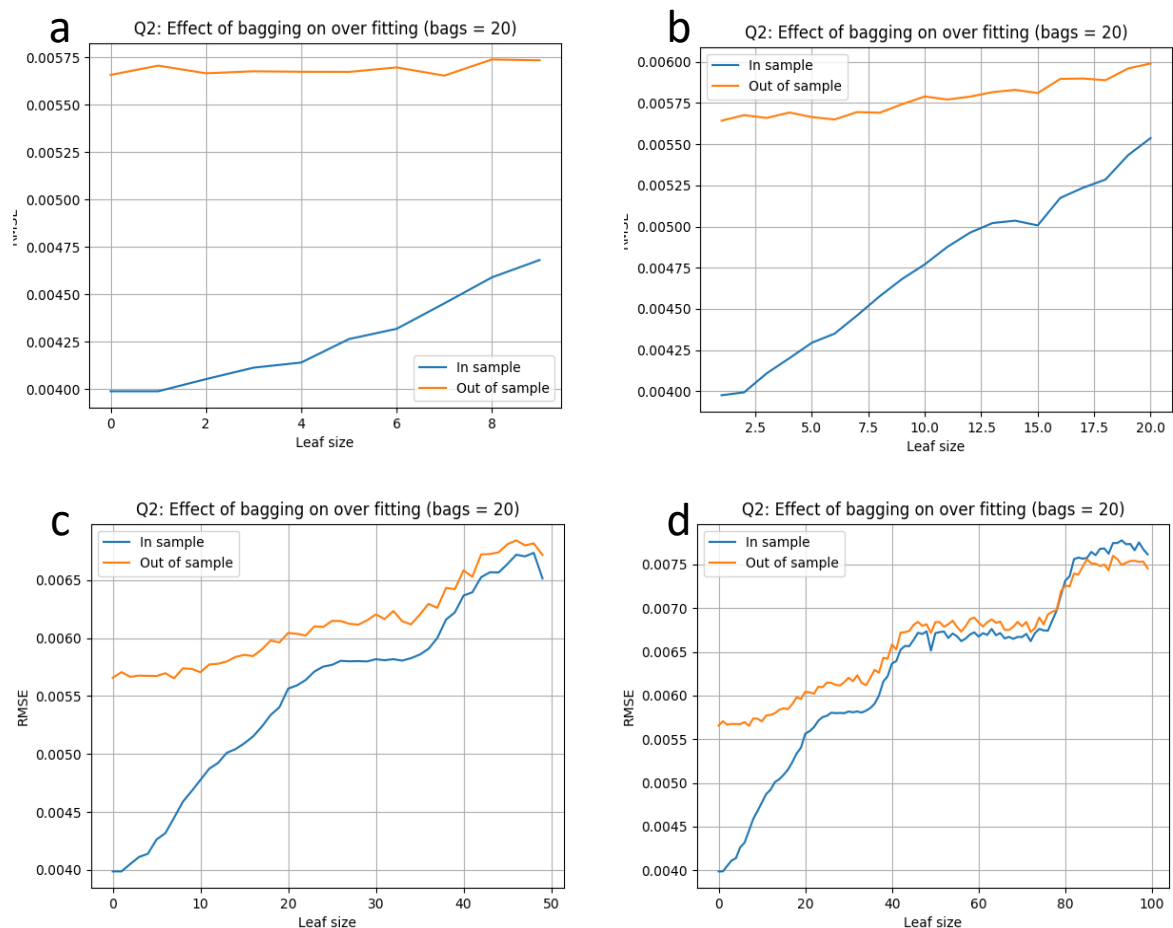 a
Q2: Effect of bagging on over fitting (bags = 20)
0.00575
0.00550
0.00525
0.00500
0.00475
0.00450
0.00425
0.00400
In sample
Out of sample
0 2 4 6 8
Leaf size
b
Q2: Effect of bagging on over fitting (bags = 20)
In sample
Out of sample
0.00600
0.00575
0.00550
0.00525
0.00500
0.00475
0.00450
0.00425
0.00400
2.5 5.0 7.5 10.0 12.5 15.0 17.5 20.0
Leaf size
c
Q2: Effect of bagging on over fitting (bags = 20)
In sample
Out of sample
0.0065
0.0060
0.0055
0.0050
0.0045
0.0040
RMSE
0 10 20 30 40 50
Leaf size
d
Q2: Effect of bagging on over fitting (bags = 20)
In sample
Out of sample
0.0075
0.0070
0.0065
0.0060
0.0055
0.0050
0.0045
0.0040
RMSE
0 20 40 60 80 100
Leaf size